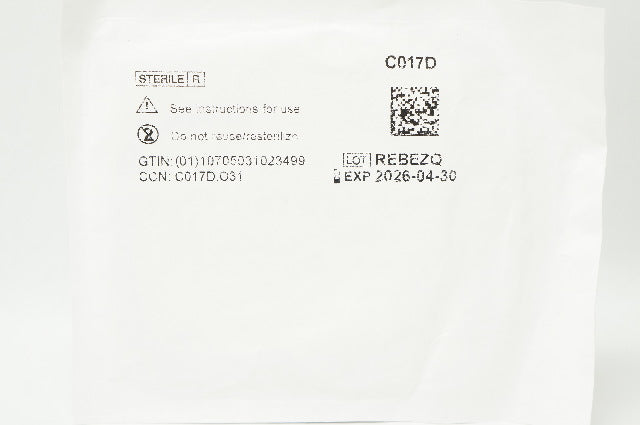 C017D
STERILE R
See instructions for use
Do not reuse/resterilize
GTIN: (01)10705031023499
CCN: C017D.O31
LOT REBEZQ
EXP 2026-04-30